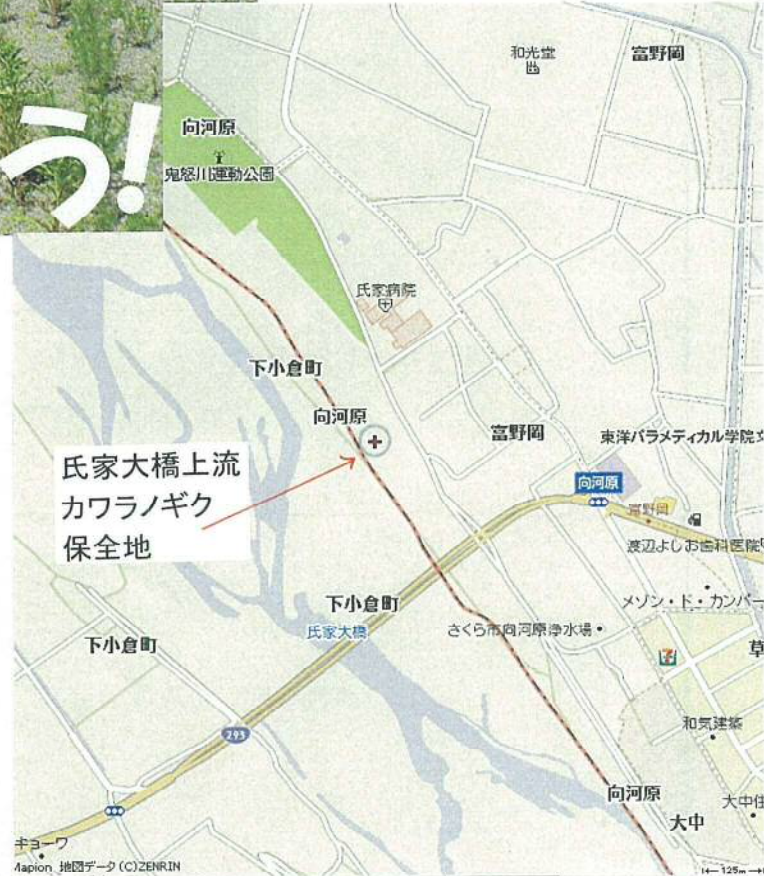 う!
和光堂
富野岡
向河原
鬼怒川運動公園
氏家病院
下小倉町
向河原
富野岡
東洋パラメディカル学院
氏家大橋上流
カワラノギク
保全地
向河原
富野岡
渡辺よしお歯科医院
メゾン・ド・カンパー
下小倉町
氏家大橋
さくら市向河原浄水場
下小倉町
草
293
和気建築
向河原
大中
大中住
キョーワ
Mapion 地図データ(C)ZENRIN
125m